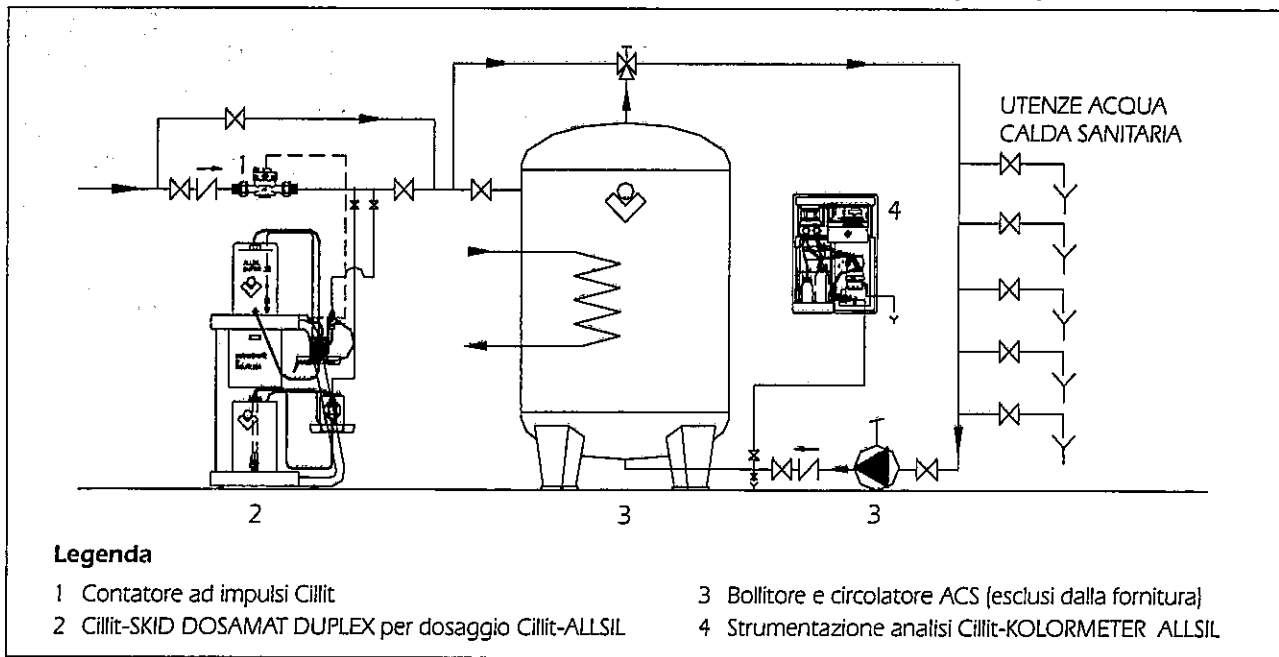 1
4
UTENZE ACQUA
CALDA SANITARIA
2
3
3
Legenda
1 Contatore ad impulsi Cillit
2 Cillit-SKID DOSAMAT DUPLEX per dosaggio Cillit-ALLSIL
3 Bollitore e circolatore ACS (esclusi dalla fornitura)
4 Strumentazione analisi Cillit-KOLORMETER ALLSIL